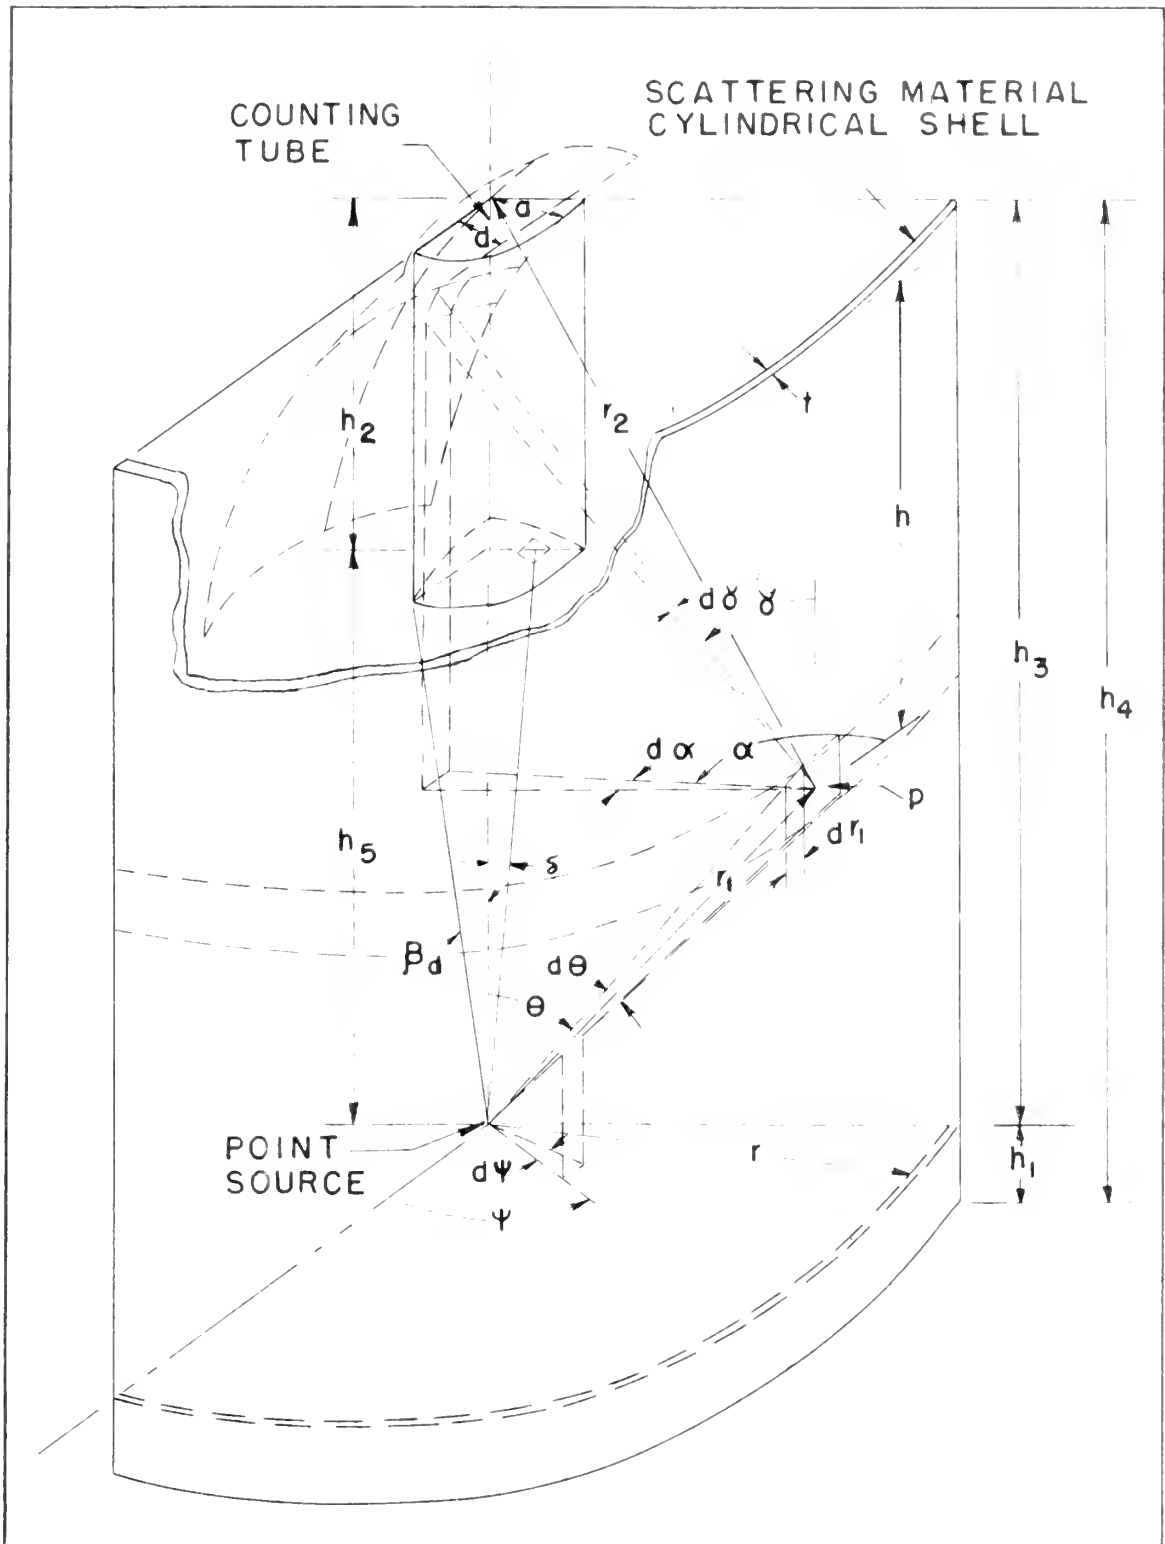 COUNTING
TUBE
SCATTERING MATERIAL
CYLINDRICAL SHELL
a
d
h₂
r₂
t
h
dγ γ
h₃
h₄
dα α
p
dr₁
r₁
h₅
δ
βd
dθ
θ
POINT
SOURCE
dψ
ψ
r
h₁